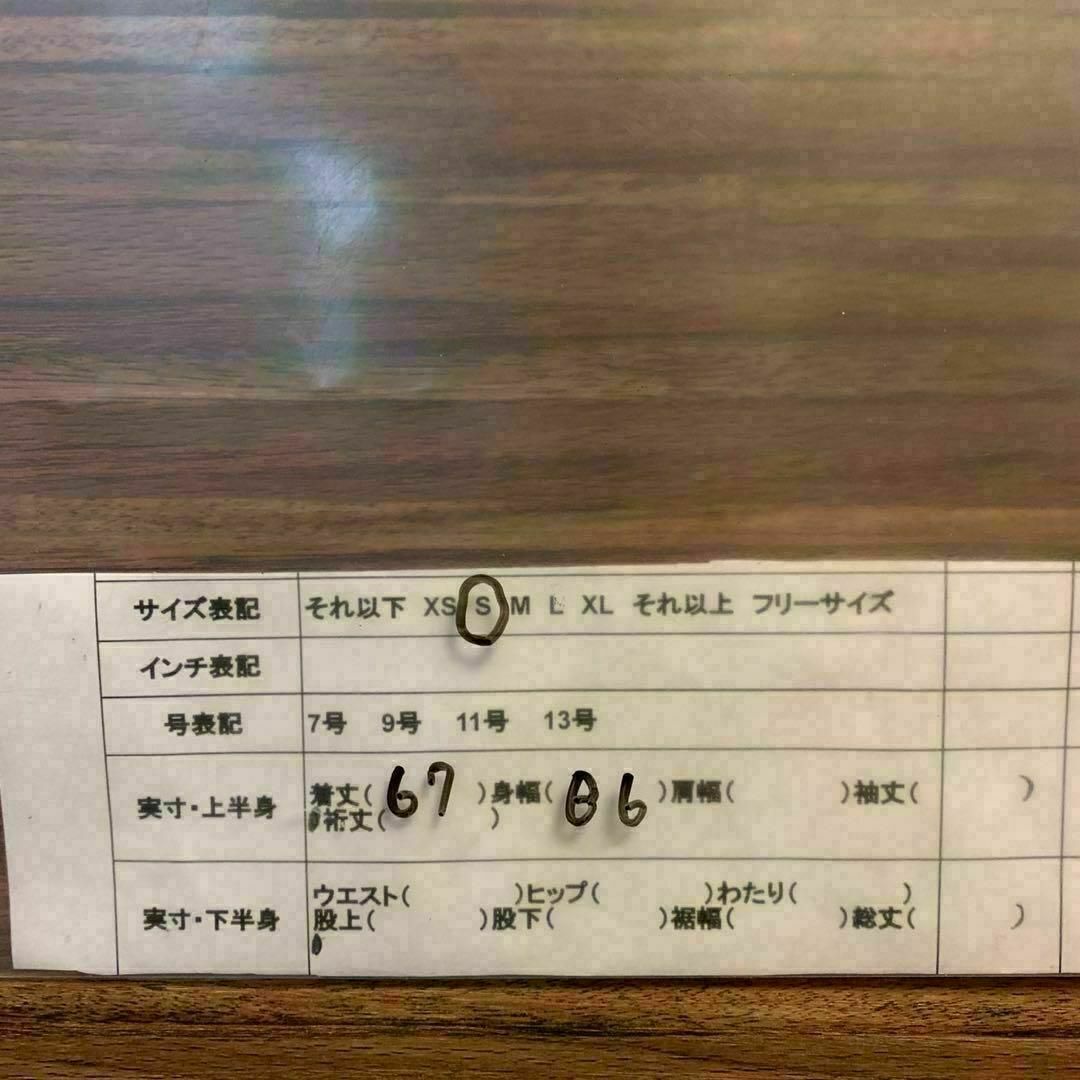 サイズ表記 それ以下 XS S M L XL それ以上 フリーサイズ
インチ表記
号表記 7号 9号 11号 13号
実寸・上半身 着丈( 67 )身幅( 86 )肩幅( )袖丈( )
裄丈( )
実寸・下半身 ウエスト( )ヒップ( )わたり( )
股上( )股下( )裾幅( )総丈( )